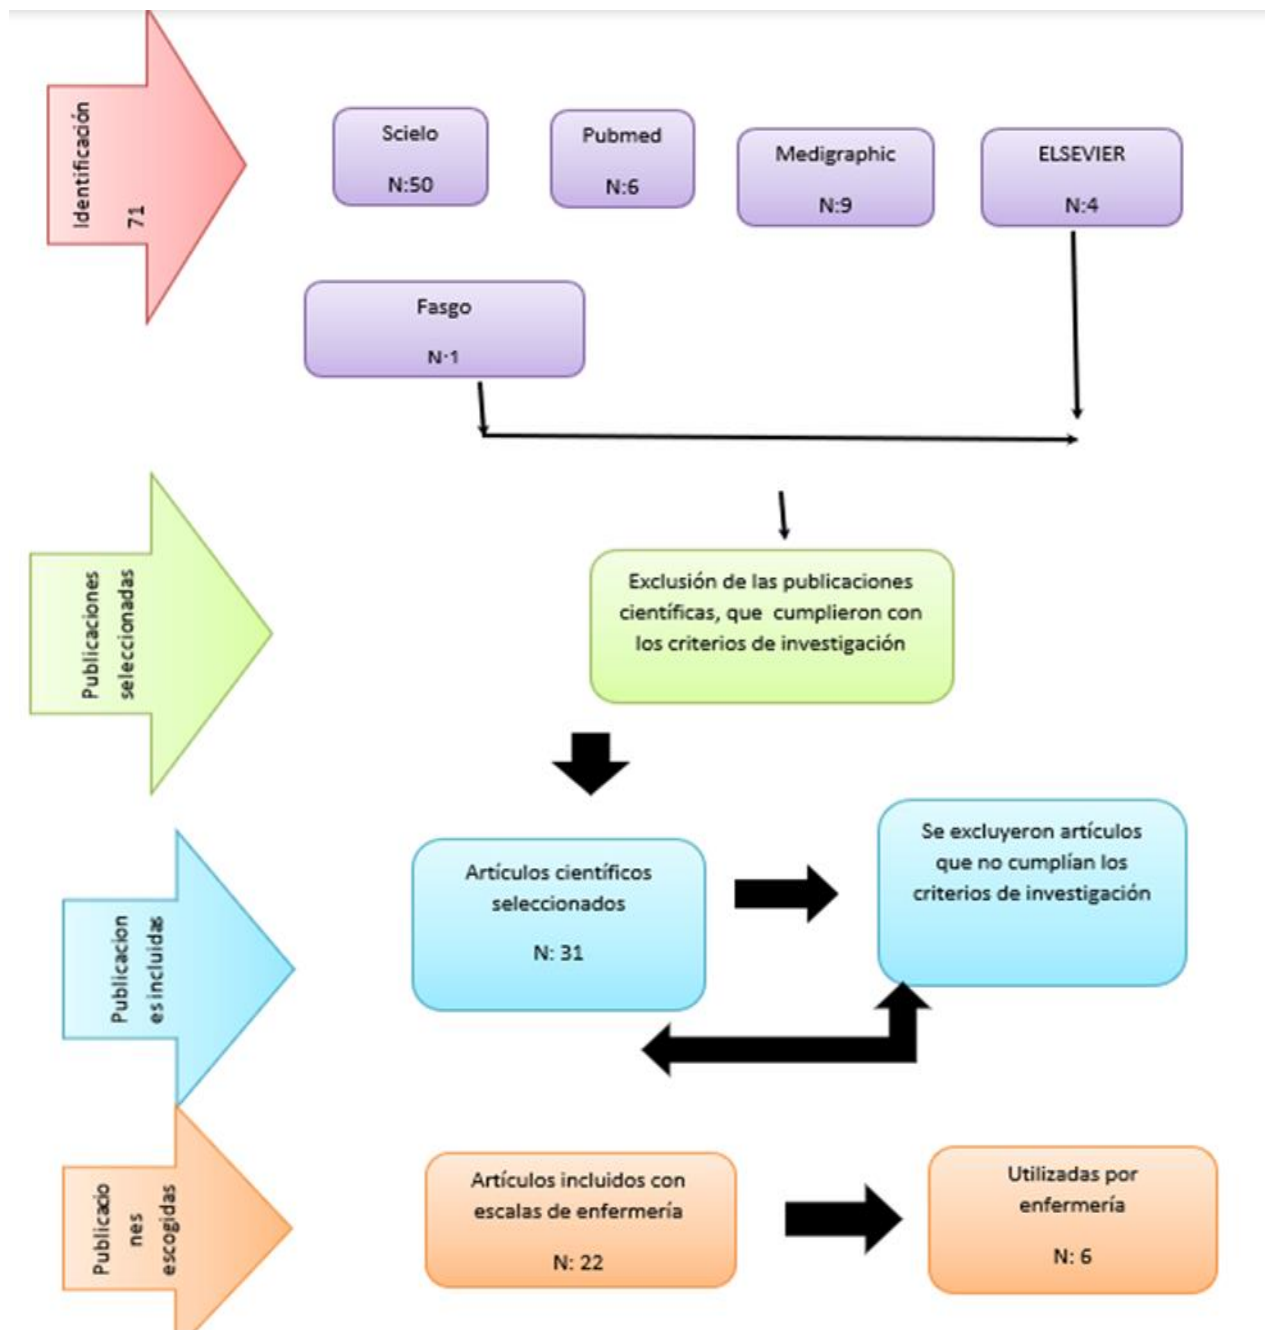 Identificación
71
Scielo
N:50
Pubmed
N:6
Medigraphic
N:9
ELSEVIER
N:4
Fasgo
N:1
Publicaciones
seleccionadas
Exclusión de las publicaciones
científicas, que cumplieron con
los criterios de investigación
Publicacion
es incluidas
Artículos científicos
seleccionados
N: 31
Se excluyeron artículos
que no cumplían los
criterios de investigación
Publicacio
nes
escogidas
Artículos incluidos con
escalas de enfermería
N: 22
Utilizadas por
enfermería
N: 6